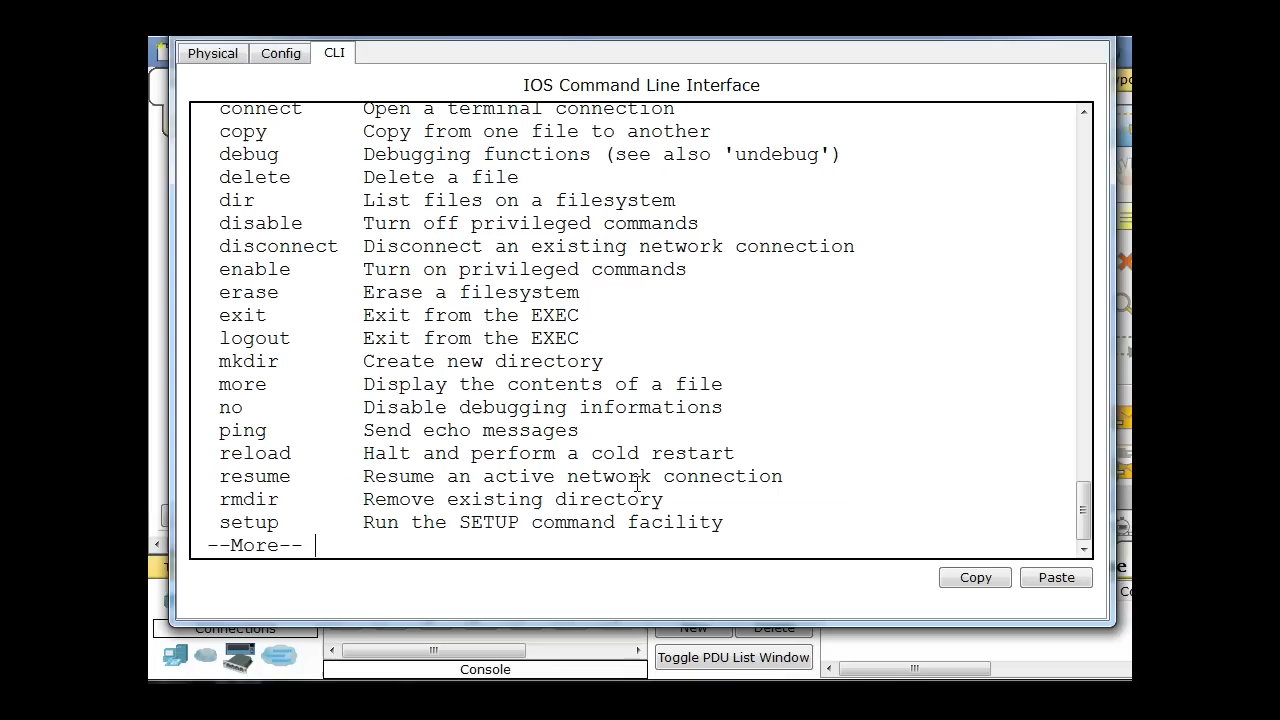 Physical Config CLI
IOS Command Line Interface
connect Open a terminal connection
copy Copy from one file to another
debug Debugging functions (see also 'undebug')
delete Delete a file
dir List files on a filesystem
disable Turn off privileged commands
disconnect Disconnect an existing network connection
enable Turn on privileged commands
erase Erase a filesystem
exit Exit from the EXEC
logout Exit from the EXEC
mkdir Create new directory
more Display the contents of a file
no Disable debugging informations
ping Send echo messages
reload Halt and perform a cold restart
resume Resume an active network connection
rmdir Remove existing directory
setup Run the SETUP command facility
--More--
Copy Paste
Connections New Delete
Toggle PDU List Window
Console